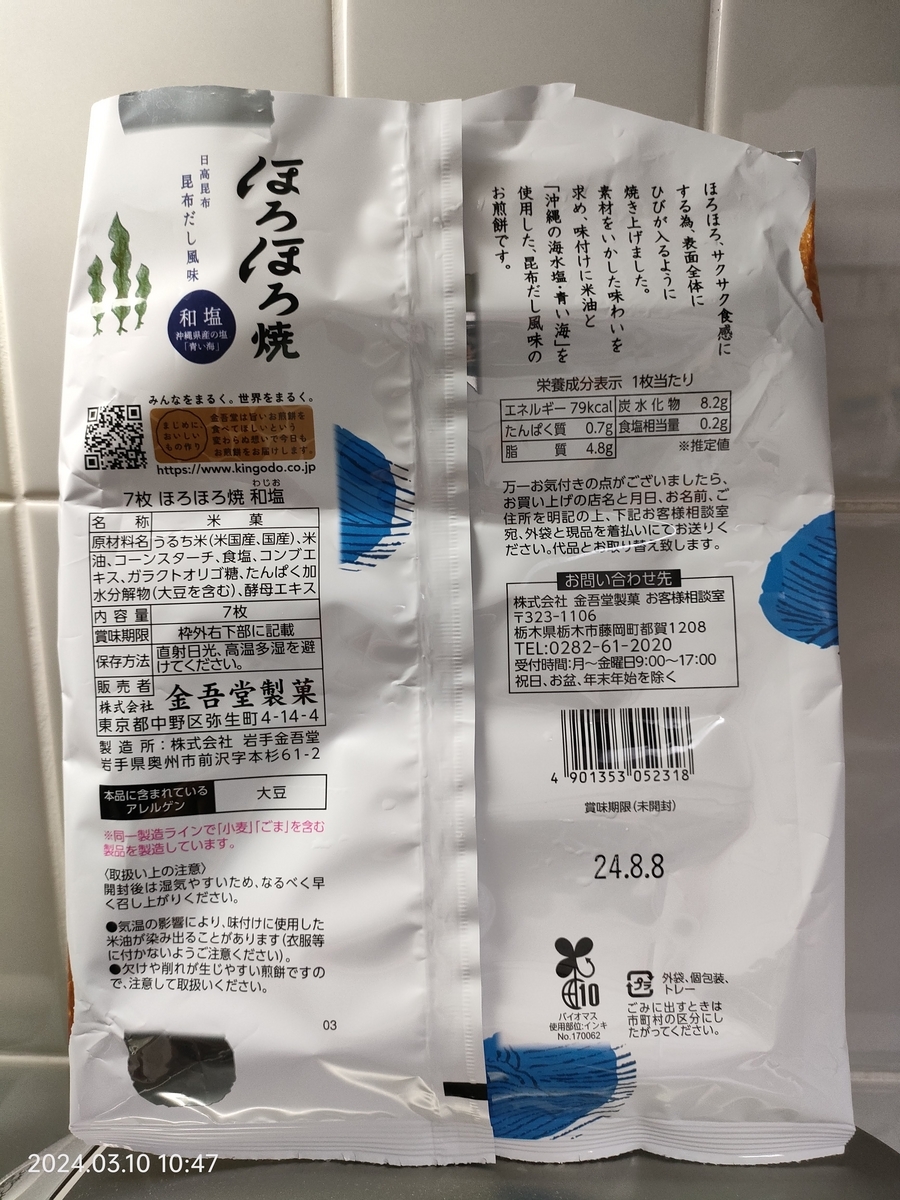 ほろほろ焼
日高昆布
昆布だし風味
和塩
沖縄県産の塩
「青い海」
みんなをまるく。世界をまるく。
まじめに、
おいしい
もの作り
金吾堂は旨いお煎餅を
食べてほしいという
変わらぬ想いで今日も
お煎餅をお届けします。
https://www.kingodo.co.jp
わじお
7枚 ほろほろ焼 和塩
名 称 米 菓
原材料名 うるち米(米国産、国産)、米
油、コーンスターチ、食塩、コンブエ
キス、ガラクトオリゴ糖、たんぱく加
水分解物(大豆を含む)、酵母エキス
内容量 7枚
賞味期限 枠外右下部に記載
保存方法 直射日光、高温多湿を避
けてください。
販売者
株式会社 金吾堂製菓
東京都中野区弥生町4-14-4
製造所:株式会社 岩手金吾堂
岩手県奥州市前沢字本杉61-2
本品に含まれている
アレルゲン
大豆
※同一製造ラインで「小麦」「ごま」を含む
製品を製造しています。
〈取扱い上の注意〉
開封後は湿気やすいため、なるべく早
く召し上がりください。
●気温の影響により、味付けに使用した
米油が染み出ることがあります(衣服等
に付かないようご注意ください)。
●欠けや削れが生じやすい煎餅ですの
で、注意して取扱いください。
03
ほろほろ、サクサク食感に
する為、表面全体に
ひびが入るように
焼き上げました。
素材をいかした味わいを
求め、味付けに米油と
「沖縄の海水塩・青い海」を
使用した、昆布だし風味の
お煎餅です。
栄養成分表示 1枚当たり
エネルギー 79kcal 炭水化物 8.2g
たんぱく質 0.7g 食塩相当量 0.2g
脂 質 4.8g ※推定値
万一お気付きの点がございましたら、
お買い上げの店名と月日、お名前、ご
住所を明記の上、下記お客様相談室
宛、外袋と現品を着払いにてお送りく
ださい。代品とお取り替え致します。
お問い合わせ先
株式会社 金吾堂製菓 お客様相談室
〒323-1106
栃木県栃木市藤岡町都賀1208
TEL:0282-61-2020
受付時間:月〜金曜日9:00〜17:00
祝日、お盆、年末年始を除く
4 901353 052318
賞味期限(未開封)
24.8.8
10
バイオマス
使用部位:インキ
No.170062
プラ
外袋、個包装、
トレー
ごみに出すときは
市町村の区分にし
たがってください。
2024.03.10 10:47